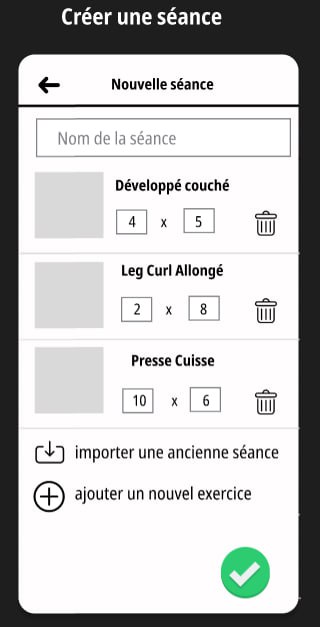 Créer une séance
Nouvelle séance
Nom de la séance
Développé couché
4 x 5
Leg Curl Allongé
2 x 8
Presse Cuisse
10 x 6
importer une ancienne séance
ajouter un nouvel exercice